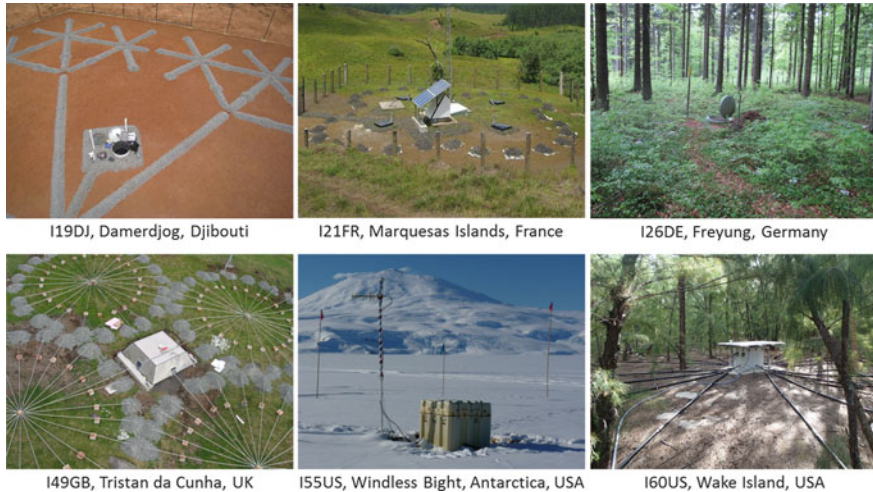 I19DJ, Damerdjog, Djibouti
I21FR, Marquesas Islands, France
I26DE, Freyung, Germany
I49GB, Tristan da Cunha, UK
I55US, Windless Bight, Antarctica, USA
I60US, Wake Island, USA